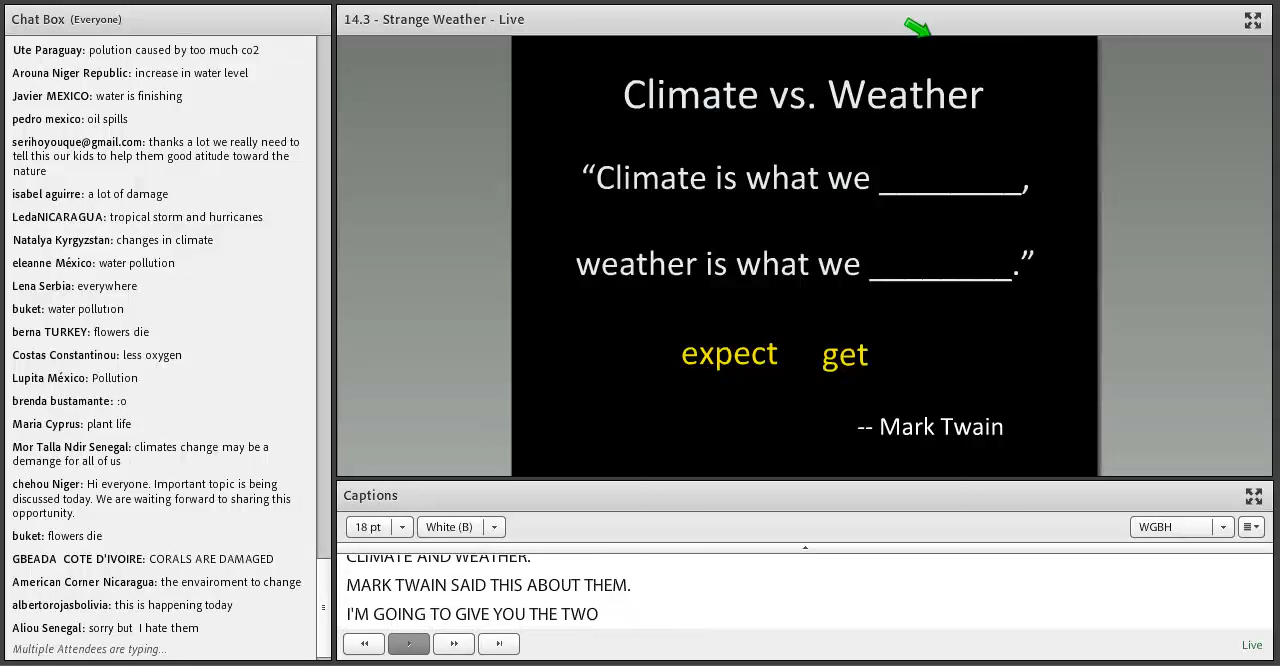 Chat Box (Everyone)
Ute Paraguay: polution caused by too much co2
Arouna Niger Republic: increase in water level
Javier MEXICO: water is finishing
pedro mexico: oil spills
serihoyouque@gmail.com: thanks a lot we really need to
tell this our kids to help them good atitude toward the
nature
isabel aguirre: a lot of damage
LedaNICARAGUA: tropical storm and hurricanes
Natalya Kyrgyzstan: changes in climate
eleanne México: water pollution
Lena Serbia: everywhere
buket: water pollutıon
berna TURKEY: flowers die
Costas Constantinou: less oxygen
Lupita México: Pollution
brenda bustamante: :o
Maria Cyprus: plant life
Mor Talla Ndir Senegal: climates change may be a
demange for all of us
chehou Niger: Hi everyone. Important topic is being
discussed today. We are waiting forward to sharing this
opportunity.
buket: flowers die
GBEADA  COTE D'IVOIRE: CORALS ARE DAMAGED
American Corner Nicaragua: the envairoment to change
albertorojasbolivia: this is happening today
Aliou Senegal: sorry but  I hate them
Multiple Attendees are typing...
14.3 - Strange Weather - Live
Climate vs. Weather
“Climate is what we ________,
weather is what we ________.”
expect get
-- Mark Twain
Captions
18 pt White (B) WGBH
CLIMATE AND WEATHER.
MARK TWAIN SAID THIS ABOUT THEM.
I'M GOING TO GIVE YOU THE TWO
Live